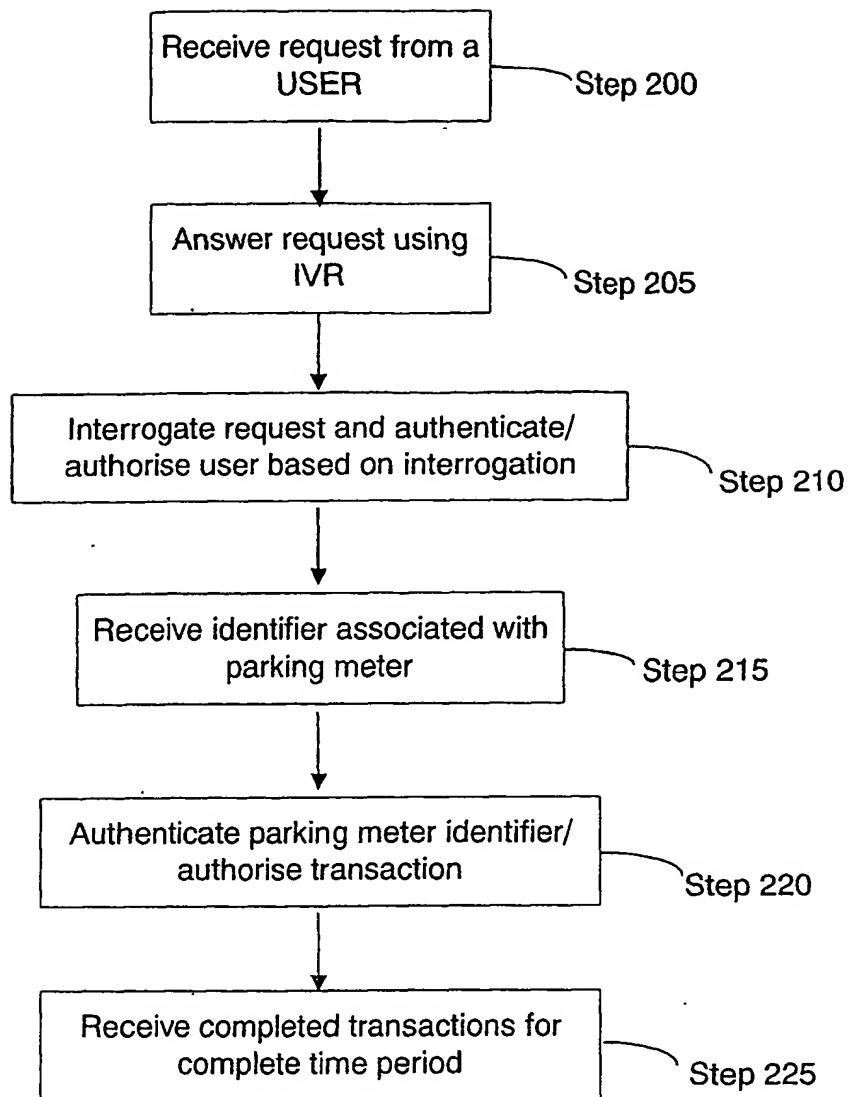 Receive request from a
USER
Step 200
Answer request using
IVR
Step 205
Interrogate request and authenticate/
authorise user based on interrogation
Step 210
Receive identifier associated with
parking meter
Step 215
Authenticate parking meter identifier/
authorise transaction
Step 220
Receive completed transactions for
complete time period
Step 225